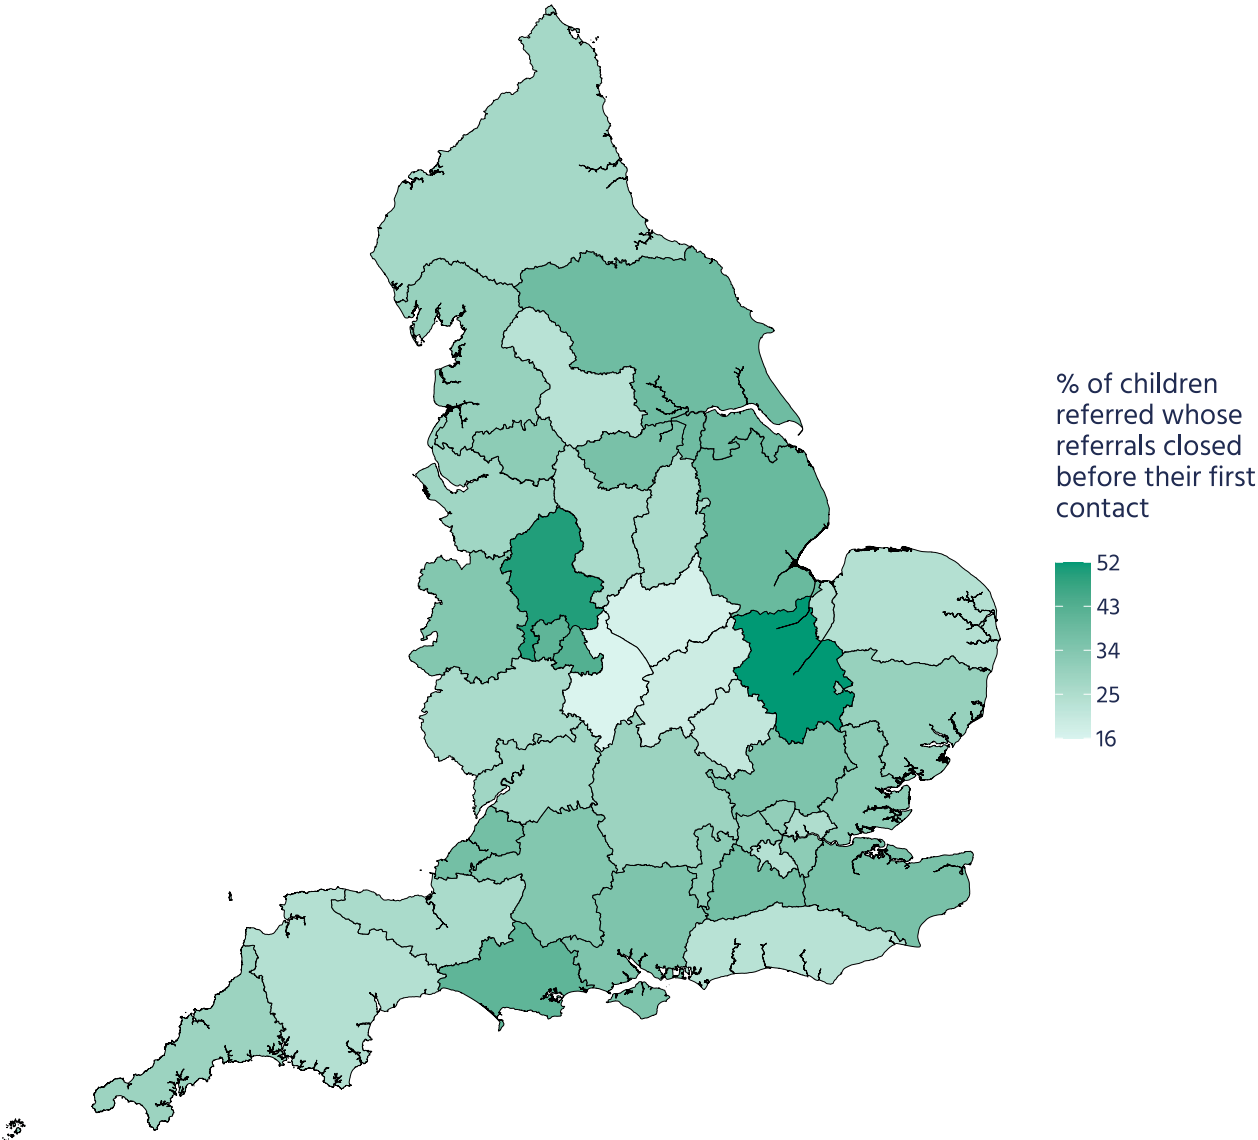 % of children
referred whose
referrals closed
before their first
contact
52
43
34
25
16